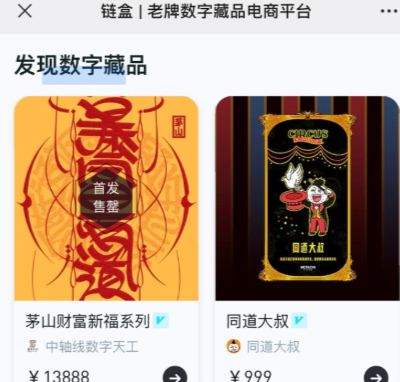 链盒 | 老牌数字藏品电商平台
发现数字藏品
茅山
首发
售罄
CIRCUS
同道大叔
茅山财富新福系列
同道大叔
中轴线数字天工
同道大叔
￥13888
￥999